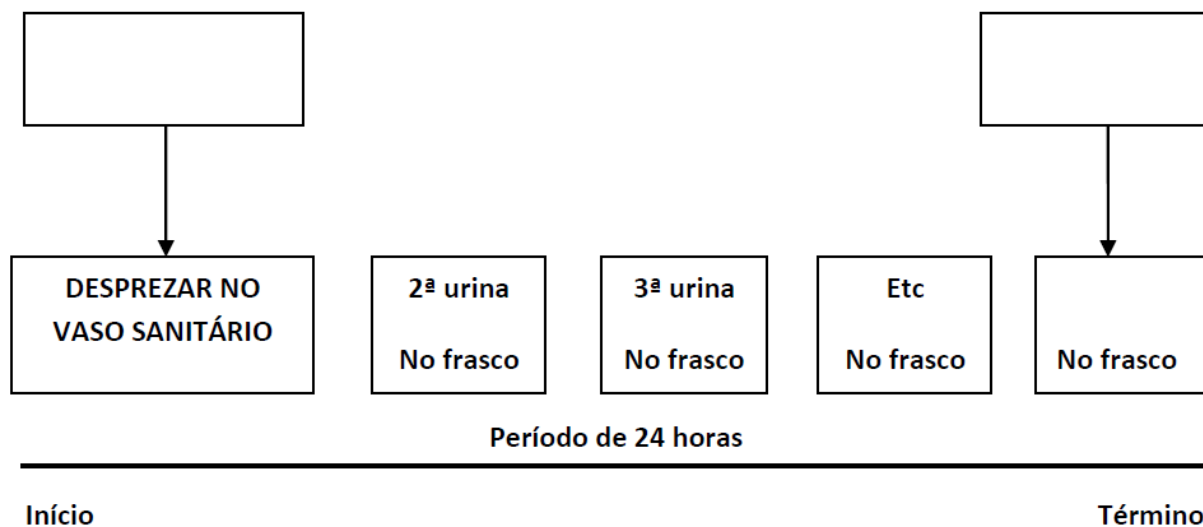 DESPREZAR NO
VASO SANITÁRIO
2ª urina
No frasco
3ª urina
No frasco
Etc
No frasco
No frasco
Período de 24 horas
Início
Término